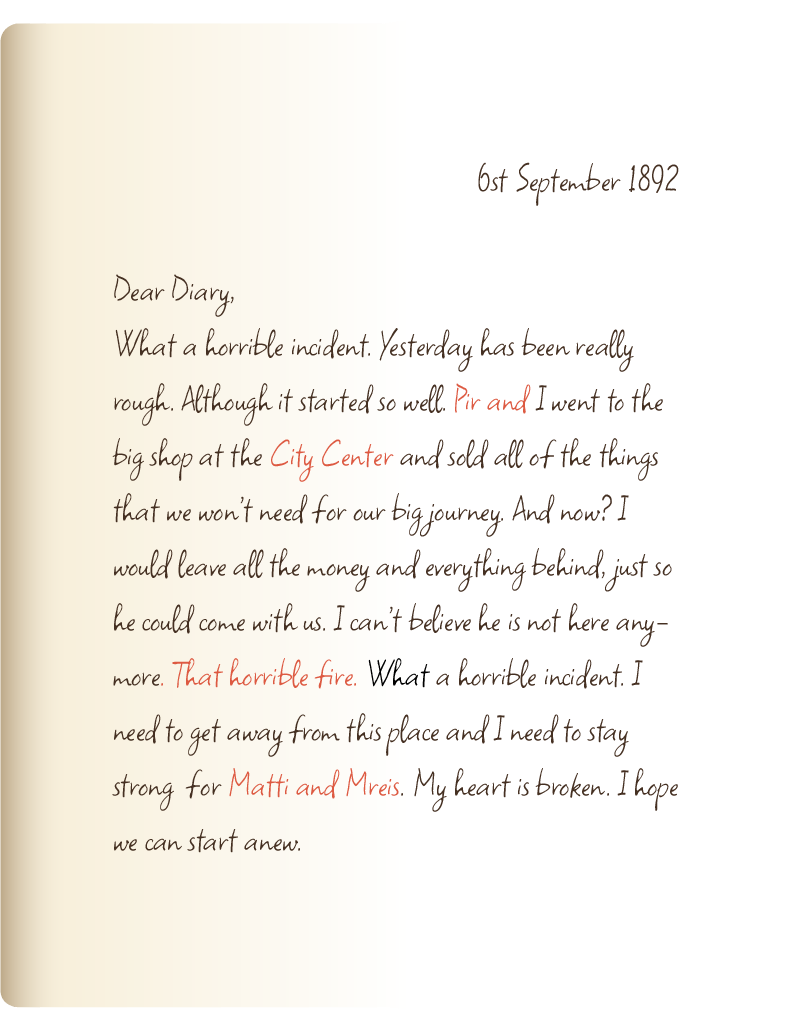 6st September 1892
Dear Diary,
What a horrible incident. Yesterday has been really
rough. Although it started so well. Pir and I went to the
big shop at the City Center and sold all of the things
that we won't need for our big journey. And now? I
would leave all the money and everything behind, just so
he could come with us. I can't believe he is not here any-
more. That horrible fire. What a horrible incident. I
need to get away from this place and I need to stay
strong for Matti and Mreis. My heart is broken. I hope
we can start anew.